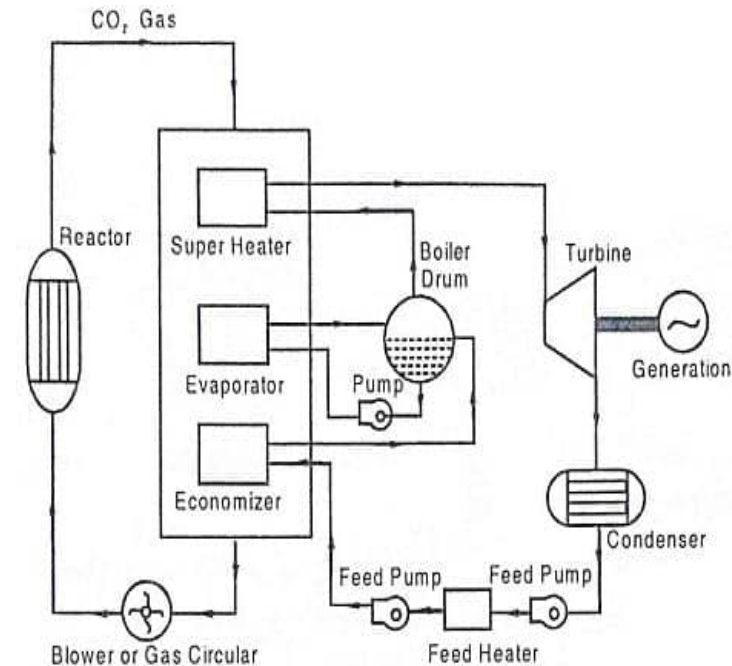 CO, Gas
Reactor
Super Heater
Boiler
Drum
Turbine
Generation
Evaporator
Pump
Economizer
Condenser
Feed Pump
Feed Pump
Blower or Gas Circular
Feed Heater